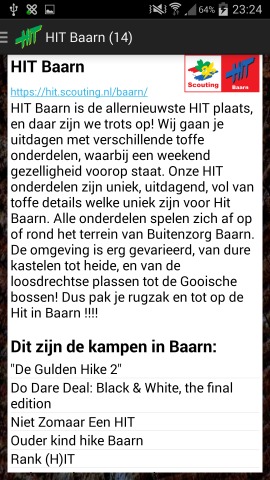 64% 23:24
HIT HIT Baarn (14)
HIT Baarn
Scouting
HIT
Baarn
https://hit.scouting.nl/baarn/
HIT Baarn is de allernieuwste HIT plaats,
en daar zijn we trots op! Wij gaan je
uitdagen met verschillende toffe
onderdelen, waarbij een weekend
gezelligheid voorop staat. Onze HIT
onderdelen zijn uniek, uitdagend, vol van
toffe details welke uniek zijn voor Hit
Baarn. Alle onderdelen spelen zich af op
of rond het terrein van Buitenzorg Baarn.
De omgeving is erg gevarieerd, van dure
kastelen tot heide, en van de
loosdrechtse plassen tot de Gooische
bossen! Dus pak je rugzak en tot op de
Hit in Baarn !!!!
Dit zijn de kampen in Baarn:
"De Gulden Hike 2"
Do Dare Deal: Black & White, the final
edition
Niet Zomaar Een HIT
Ouder kind hike Baarn
Rank (H)IT